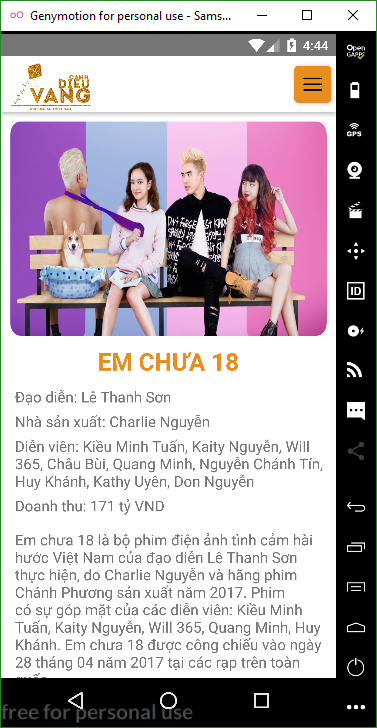 Genymotion for personal use - Sams...
4:44
Open
GAPPS
CÁNH
DIỀU
VÀNG
GPS
ID
EM CHƯA 18
Đạo diễn: Lê Thanh Sơn
Nhà sản xuất: Charlie Nguyễn
Diễn viên: Kiều Minh Tuấn, Kaity Nguyễn, Will
365, Châu Bùi, Quang Minh, Nguyễn Chánh Tín,
Huy Khánh, Kathy Uyên, Don Nguyễn
Doanh thu: 171 tỷ VND
Em chưa 18 là bộ phim điện ảnh tình cảm hài
hước Việt Nam của đạo diễn Lê Thanh Sơn
thực hiện, do Charlie Nguyễn và hãng phim
Chánh Phương sản xuất năm 2017. Phim
có sự góp mặt của các diễn viên: Kiều Minh
Tuấn, Kaity Nguyễn, Will 365, Quang Minh, Huy
Khánh. Em chưa 18 được công chiếu vào ngày
28 tháng 04 năm 2017 tại các rạp trên toàn
quốc
free for personal use